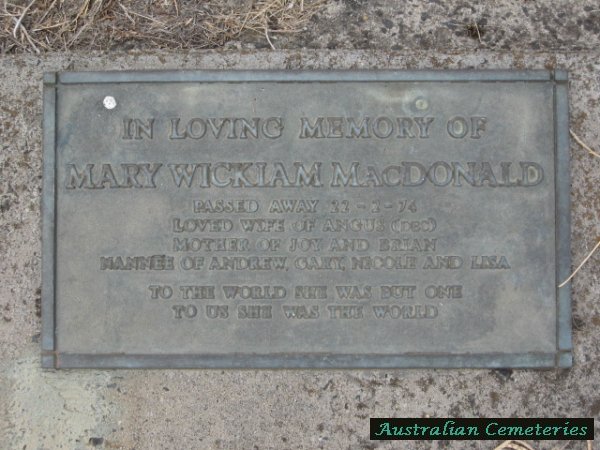 IN LOVING MEMORY OF
MARY WICKIAM MACDONALD
PASSED AWAY 22-2-74
LOVED WIFE OF ANGUS (DEC)
MOTHER OF JOY AND BRIAN
NANNEE OF ANDREW, GARY, NICOLE AND LISA
TO THE WORLD SHE WAS BUT ONE
TO US SHE WAS THE WORLD
Australian Cemeteries